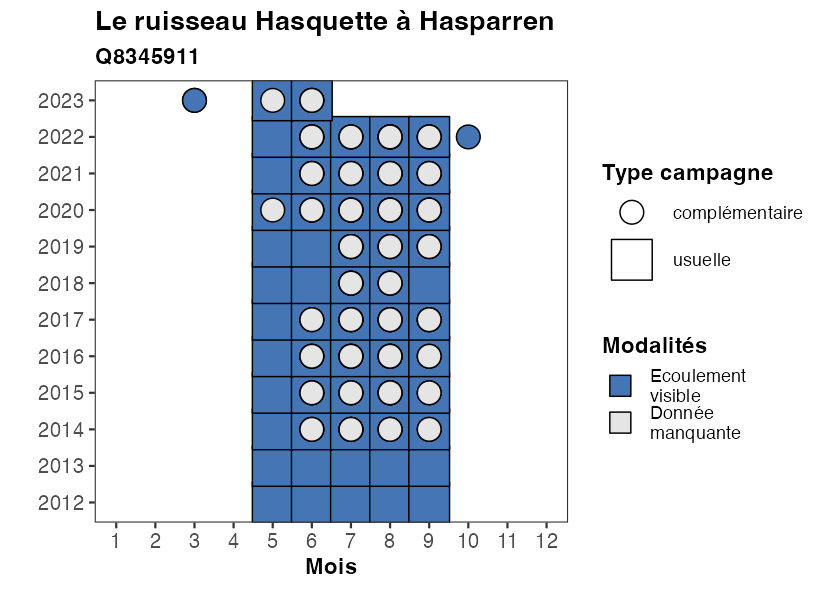 Le ruisseau Hasquette à Hasparren
Q8345911
2023
2022
2021
2020
2019
2018
2017
2016
2015
2014
2013
2012
1 2 3 4 5 6 7 8 9 10 11 12
Mois
Type campagne
complémentaire
usuelle
Modalités
Ecoulement
visible
Donnée
manquante